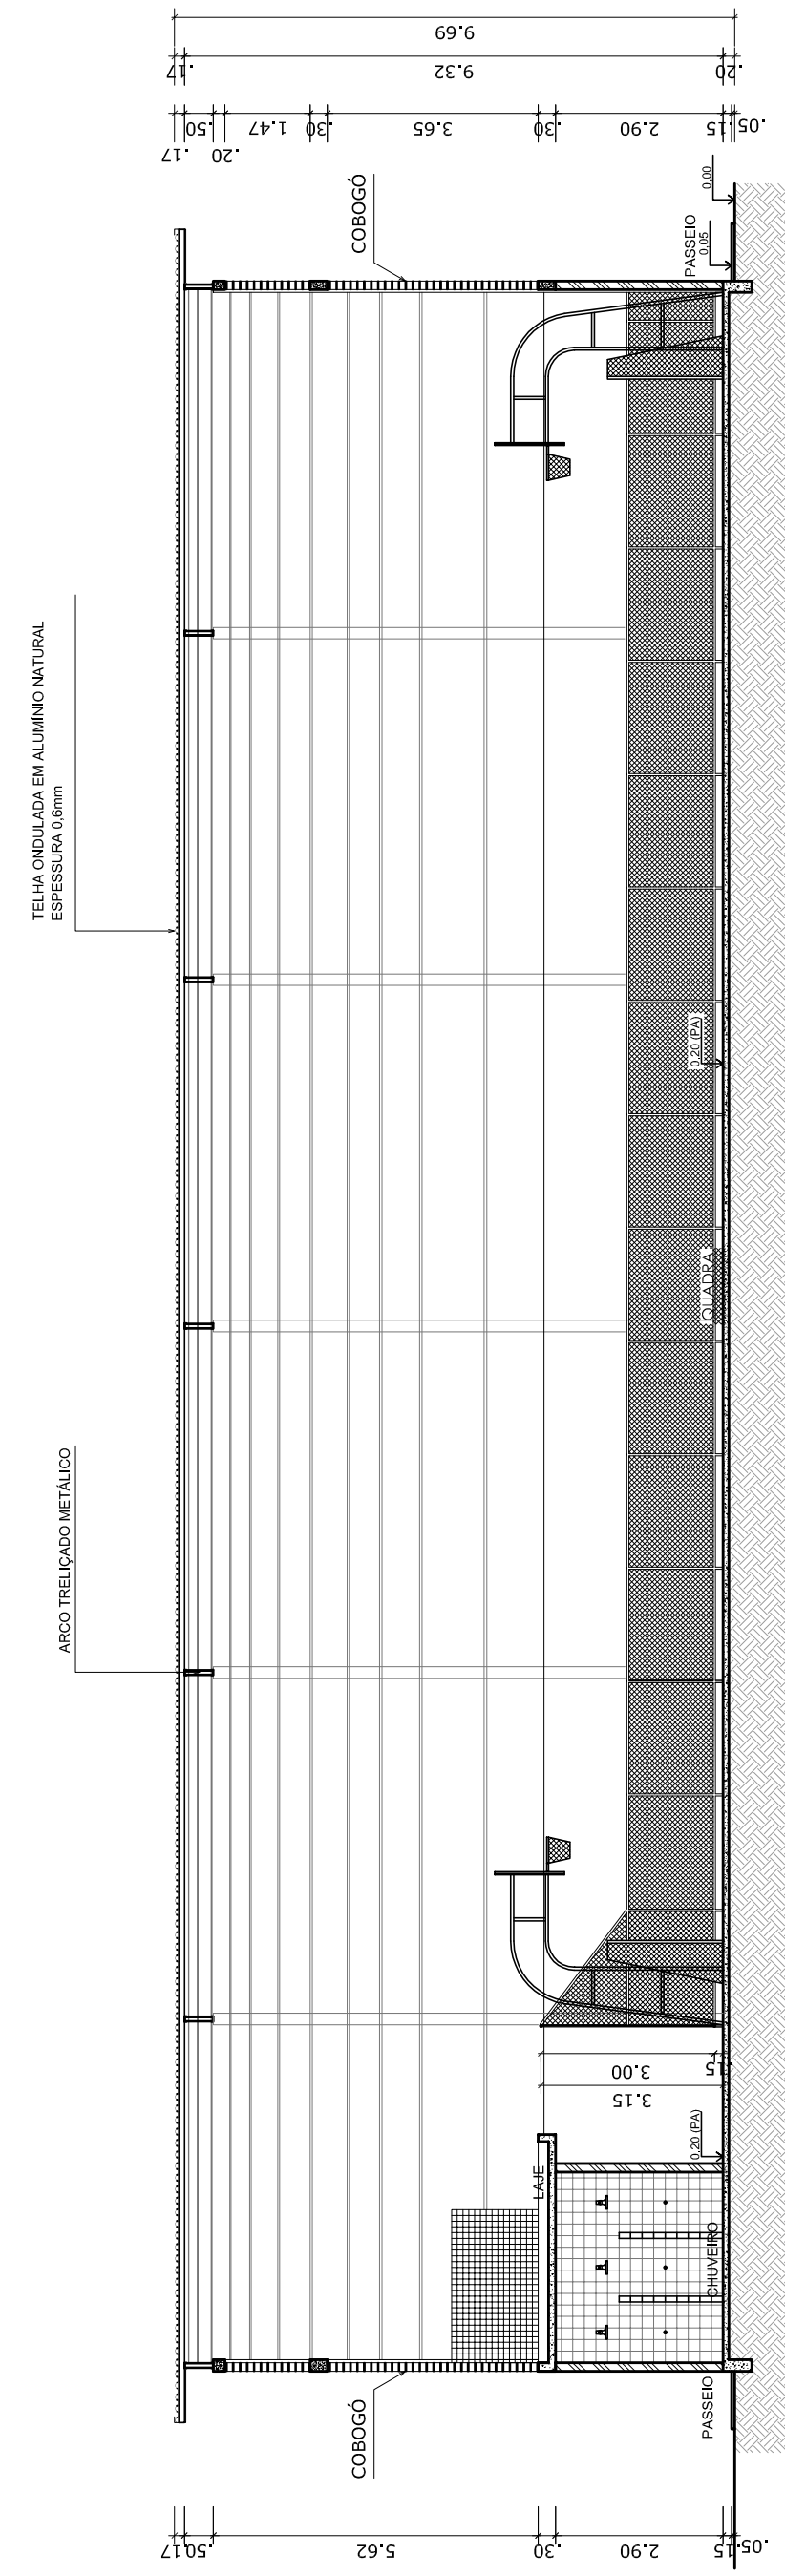 9.69
.17
9.32
.20
.17
.50
.20
1.47
.30
3.65
.30
2.90
.15
.05
0,00
PASSEIO
0,05
COBOGÓ
TELHA ONDULADA EM ALUMÍNIO NATURAL
ESPESSURA 0,6mm
0.20 (PA)
QUADRA
ARCO TRELIÇADO METÁLICO
3.00
.15
3.15
0.20 (PA)
LAJE
CHUVEIRO
PASSEIO
COBOGÓ
.17
.50
5.62
.30
2.90
.15
.05